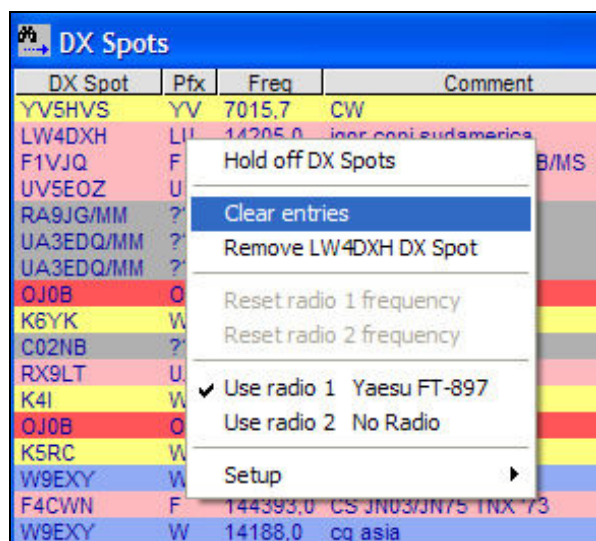 DX Spots
DX Spot Pfx Freq Comment
YV5HVS YV 7015,7 CW
LW4DXH LU 14205,0 igor coni sudamerica
F1VJQ F B/MS
UV5EOZ U
RA9JG/MM ??
UA3EDQ/MM ??
UA3EDQ/MM ??
OJ0B O
K6YK W
C02NB ??
RX9LT U
K4I W
OJ0B O
K5RC W
W9EXY W
F4CWN F 144393,0 CS JN03/JN75 TNX '73
W9EXY W 14188,0 cq asia
Hold off DX Spots
Clear entries
Remove LW4DXH DX Spot
Reset radio 1 frequency
Reset radio 2 frequency
Use radio 1 Yaesu FT-897
Use radio 2 No Radio
Setup